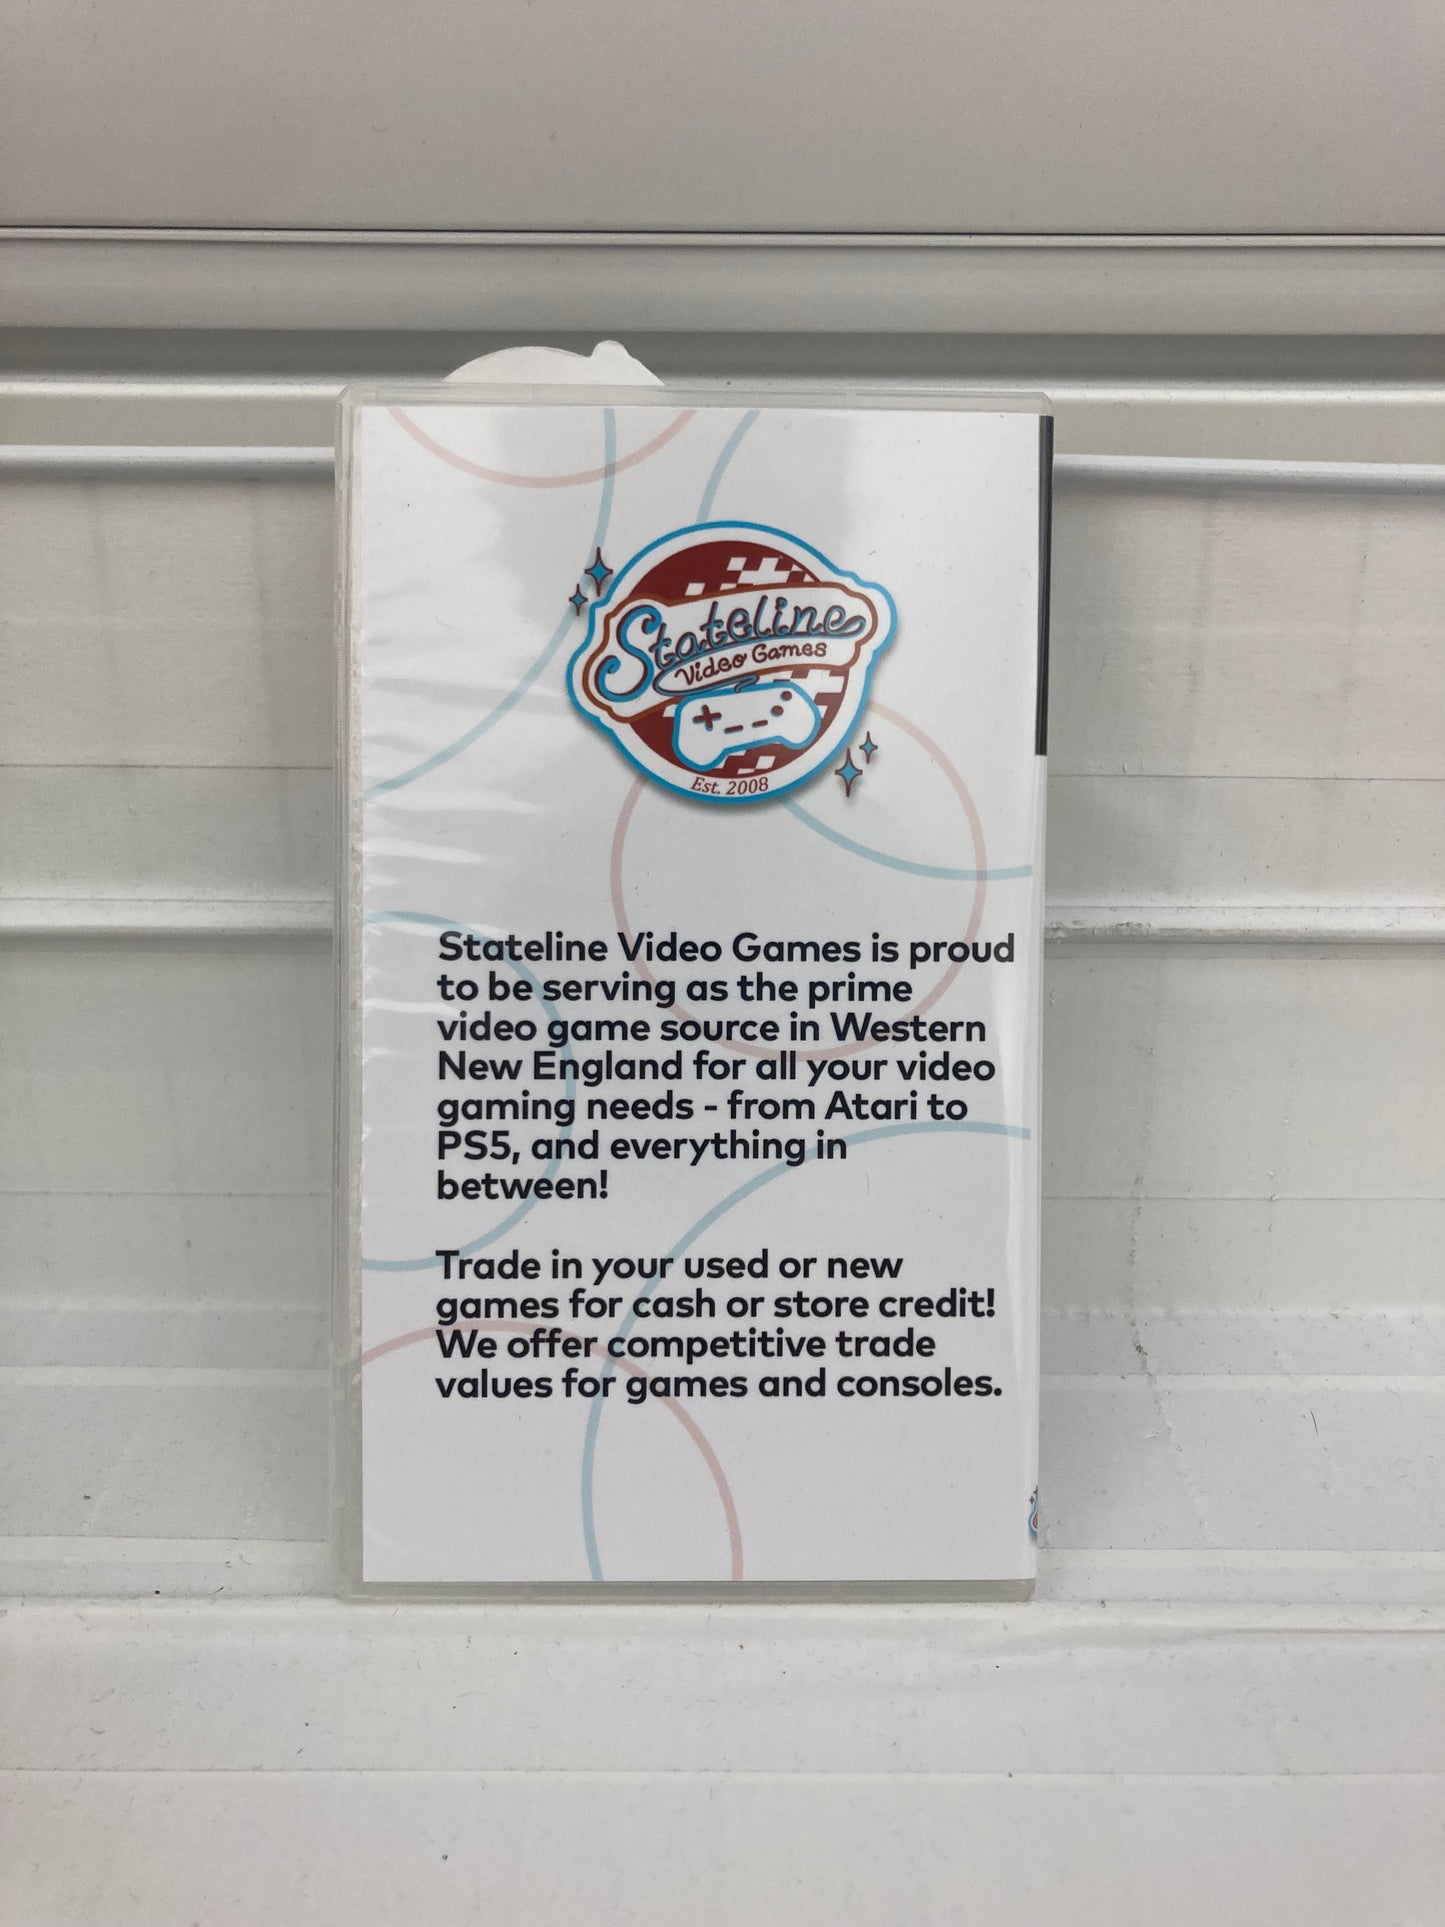 Stateline
Video Games
Est. 2008
Stateline Video Games is proud
to be serving as the prime
video game source in Western
New England for all your video
gaming needs - from Atari to
PS5, and everything in
between!
Trade in your used or new
games for cash or store credit!
We offer competitive trade
values for games and consoles.